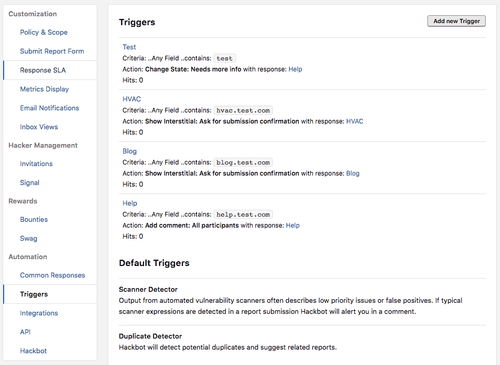 Customization
Policy & Scope
Submit Report Form
Response SLA
Metrics Display
Email Notifications
Inbox Views
Hacker Management
Invitations
Signal
Rewards
Bounties
Swag
Automation
Common Responses
Triggers
Integrations
API
Hackbot
Triggers
Add new Trigger
Test
Criteria: ..Any Field ..contains: test
Action: Change State: Needs more info with response: Help
Hits: 0
HVAC
Criteria: ..Any Field ..contains: hvac.test.com
Action: Show Interstitial: Ask for submission confirmation with response: HVAC
Hits: 0
Blog
Criteria: ..Any Field ..contains: blog.test.com
Action: Show Interstitial: Ask for submission confirmation with response: Blog
Hits: 0
Help
Criteria: ..Any Field ..contains: help.test.com
Action: Add comment: All participants with response: Help
Hits: 0
Default Triggers
Scanner Detector
Output from automated vulnerability scanners often describes low priority issues or false positives. If typical
scanner expressions are detected in a report submission Hackbot will alert you in a comment.
Duplicate Detector
Hackbot will detect potential duplicates and suggest related reports.